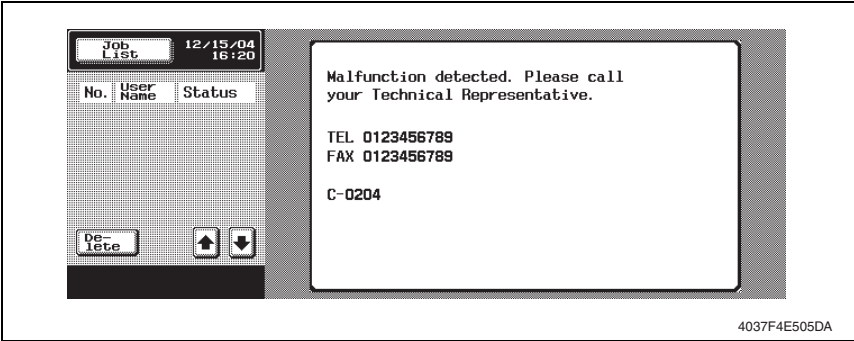 Job
List
12/15/04
16:20
No.
User
Name
Status
De-
lete
Malfunction detected. Please call
your Technical Representative.
TEL 0123456789
FAX 0123456789
C-0204
4037F4E505DA